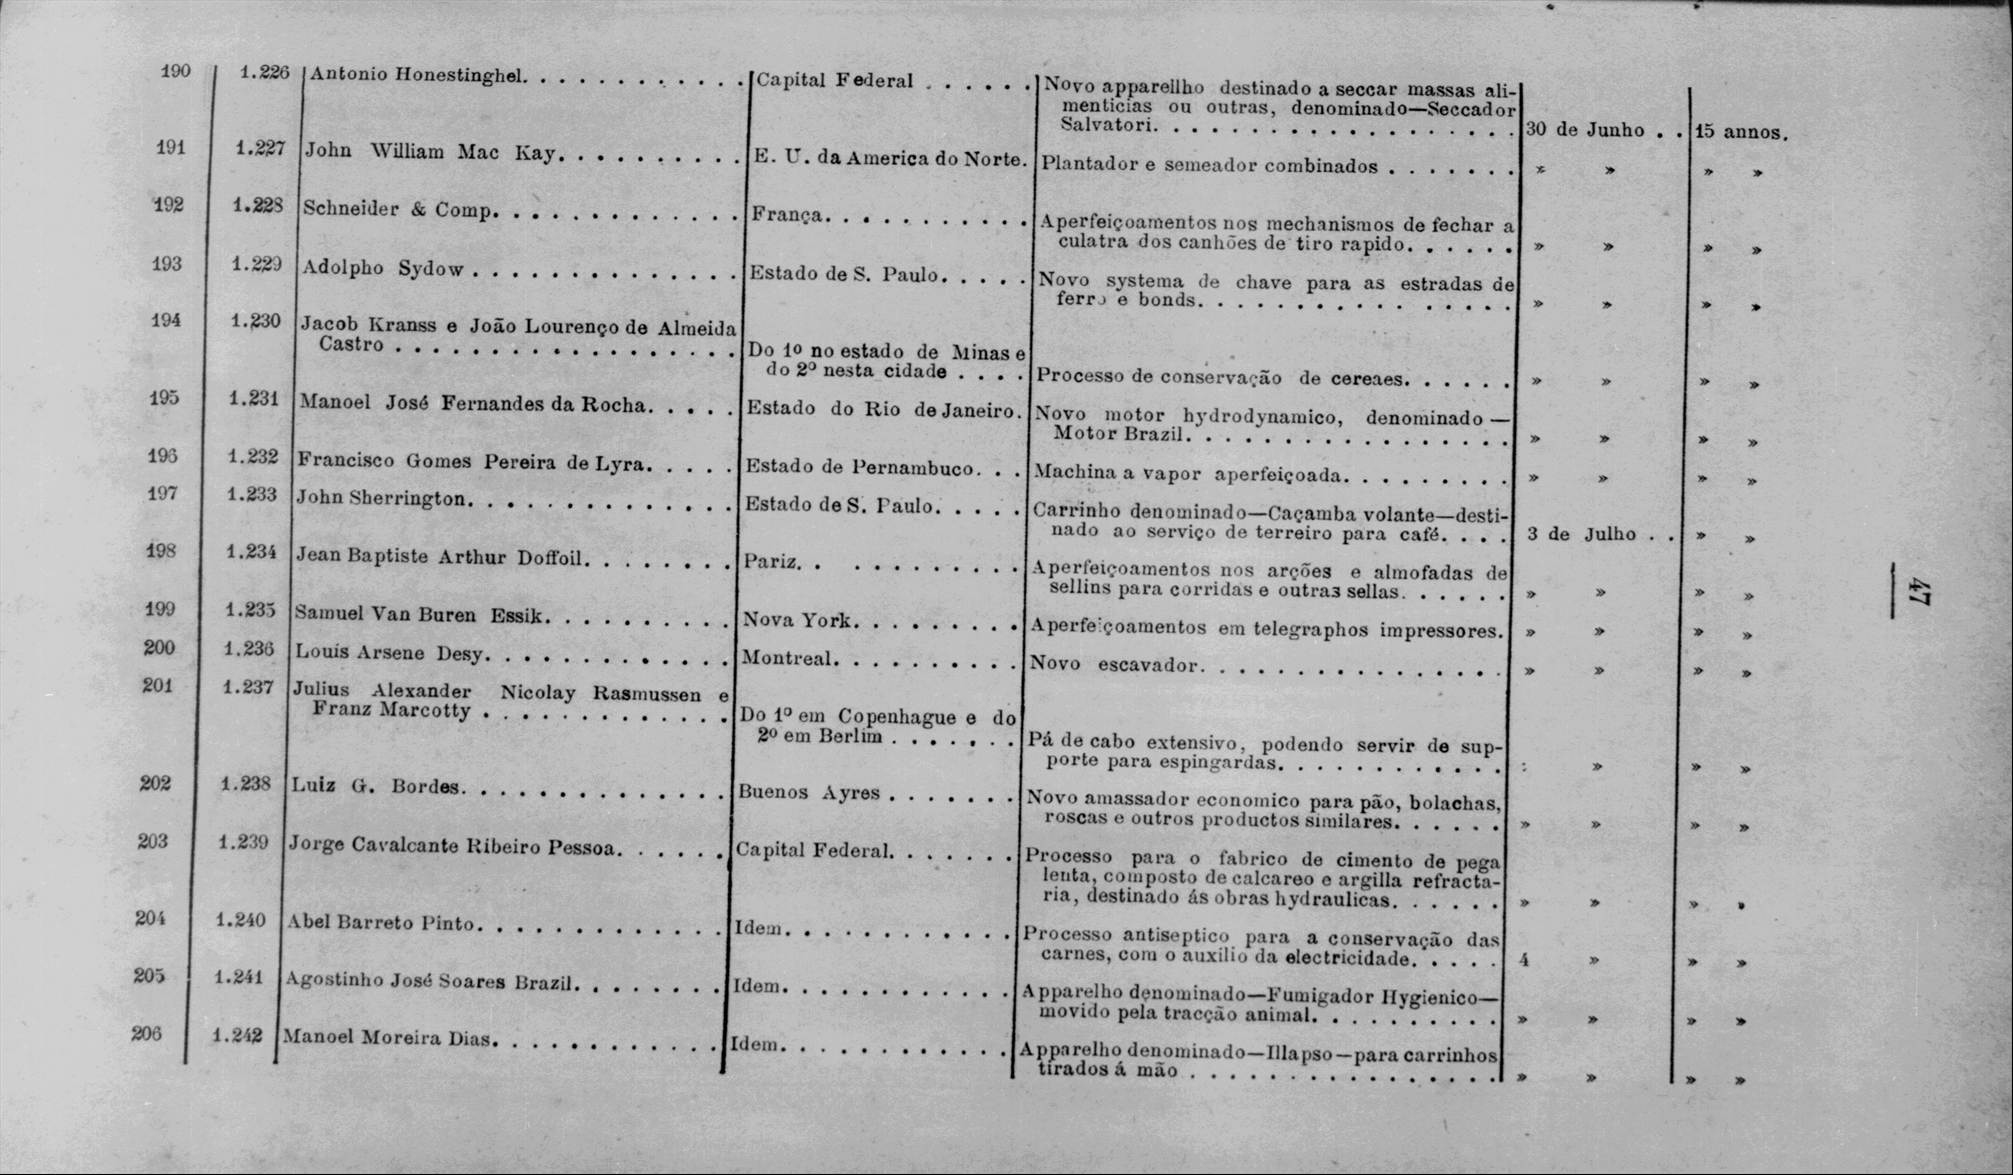 190 1.226 Antonio Honestinghel. . . . . . . . . . . . Capital Federal . . . . . . Novo apparellho destinado a seccar massas ali-
menticias ou outras, denominado—Seccador
Salvatori. . . . . . . . . . . . . . . . . . . 30 de Junho . . 15 annos.
191 1.227 John William Mac Kay. . . . . . . . . . E. U. da America do Norte. Plantador e semeador combinados . . . . . . . » » » »
192 1.228 Schneider & Comp. . . . . . . . . . . . . França. . . . . . . . . . . Aperfeiçoamentos nos mechanismos de fechar a
culatra dos canhões de tiro rapido. . . . . . » » » »
193 1.229 Adolpho Sydow . . . . . . . . . . . . . . Estado de S. Paulo. . . . . Novo systema de chave para as estradas de
ferro e bonds. . . . . . . . . . . . . . . . . » » » »
194 1.230 Jacob Kranss e João Lourenço de Almeida
Castro . . . . . . . . . . . . . . . . . . Do 1º no estado de Minas e
do 2º nesta cidade . . . . Processo de conservação de cereaes. . . . . . » » » »
195 1.231 Manoel José Fernandes da Rocha. . . . . Estado do Rio de Janeiro. Novo motor hydrodynamico, denominado —
Motor Brazil. . . . . . . . . . . . . . . . . » » » »
196 1.232 Francisco Gomes Pereira de Lyra. . . . . Estado de Pernambuco. . . Machina a vapor aperfeiçoada. . . . . . . . . » » » »
197 1.233 John Sherrington. . . . . . . . . . . . . . Estado de S. Paulo. . . . . Carrinho denominado—Caçamba volante—desti-
nado ao serviço de terreiro para café. . . . 3 de Julho . . » »
198 1.234 Jean Baptiste Arthur Doffoil. . . . . . . . Pariz. . . . . . . . . . . Aperfeiçoamentos nos arções e almofadas de
sellins para corridas e outras sellas. . . . . . » » » »
199 1.235 Samuel Van Buren Essik. . . . . . . . . . Nova York. . . . . . . . . Aperfeiçoamentos em telegraphos impressores. » » » »
200 1.236 Louis Arsene Desy. . . . . . . . . . . . . Montreal. . . . . . . . . . Novo escavador. . . . . . . . . . . . . . . . » » » »
201 1.237 Julius Alexander Nicolay Rasmussen e
Franz Marcotty . . . . . . . . . . . . . Do 1º em Copenhague e do
2º em Berlim . . . . . . . Pá de cabo extensivo, podendo servir de sup-
porte para espingardas. . . . . . . . . . . . : » » »
202 1.238 Luiz G. Bordes. . . . . . . . . . . . . . Buenos Ayres . . . . . . . Novo amassador economico para pão, bolachas,
roscas e outros productos similares. . . . . . » » » »
203 1.239 Jorge Cavalcante Ribeiro Pessoa. . . . . . Capital Federal. . . . . . . Processo para o fabrico de cimento de pega
lenta, composto de calcareo e argilla refracta-
ria, destinado ás obras hydraulicas. . . . . . » » » »
204 1.240 Abel Barreto Pinto. . . . . . . . . . . . . Idem. . . . . . . . . . . . Processo antiseptico para a conservação das
carnes, com o auxilio da electricidade. . . . . 4 » » »
205 1.241 Agostinho José Soares Brazil. . . . . . . . Idem. . . . . . . . . . . . Apparelho denominado—Fumigador Hygienico—
movido pela tracção animal. . . . . . . . . . » » » »
206 1.242 Manoel Moreira Dias. . . . . . . . . . . . Idem. . . . . . . . . . . . Apparelho denominado—Illapso—para carrinhos
tirados á mão . . . . . . . . . . . . . . . . » » » »
47